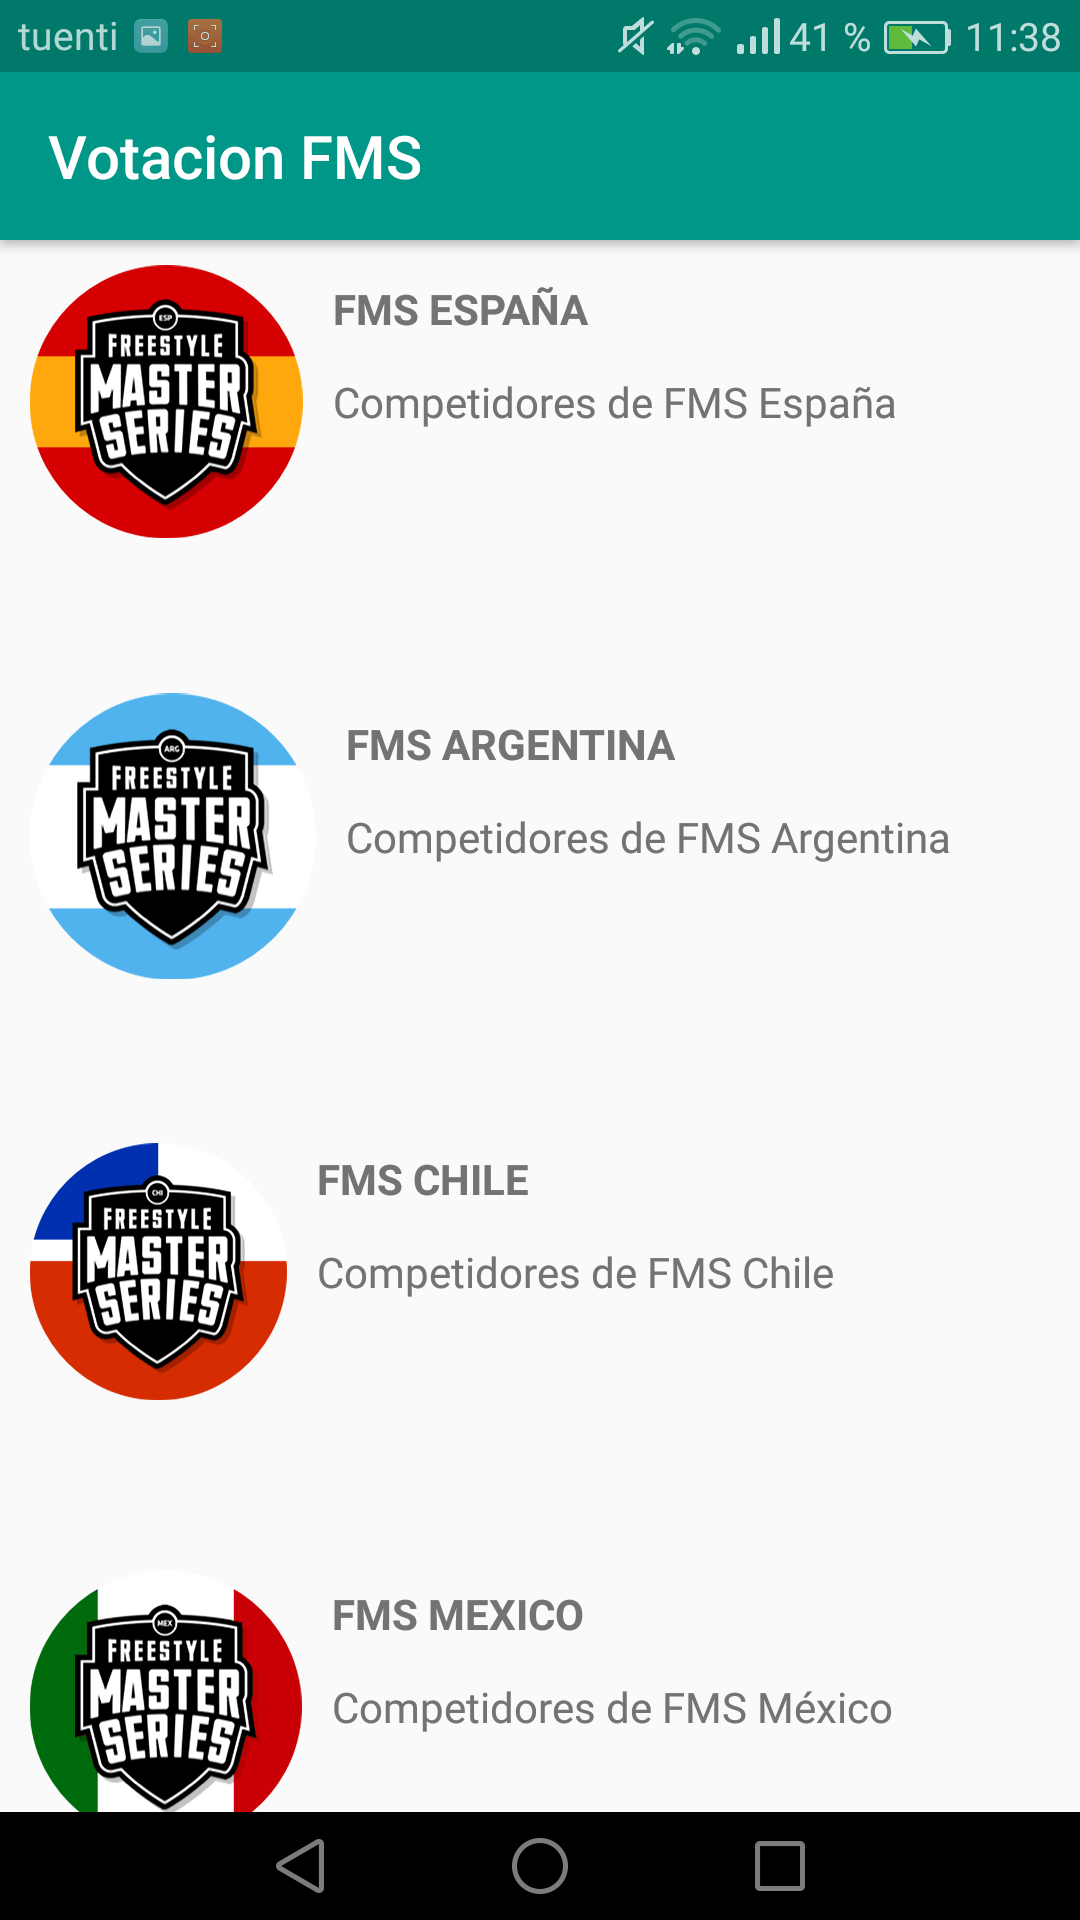 tuenti 41 % 11:38
Votacion FMS
ESP
FREESTYLE
MASTER
SERIES
FMS ESPAÑA
Competidores de FMS España
ARG
FREESTYLE
MASTER
SERIES
FMS ARGENTINA
Competidores de FMS Argentina
CHI
FREESTYLE
MASTER
SERIES
FMS CHILE
Competidores de FMS Chile
MEX
FREESTYLE
MASTER
SERIES
FMS MEXICO
Competidores de FMS México